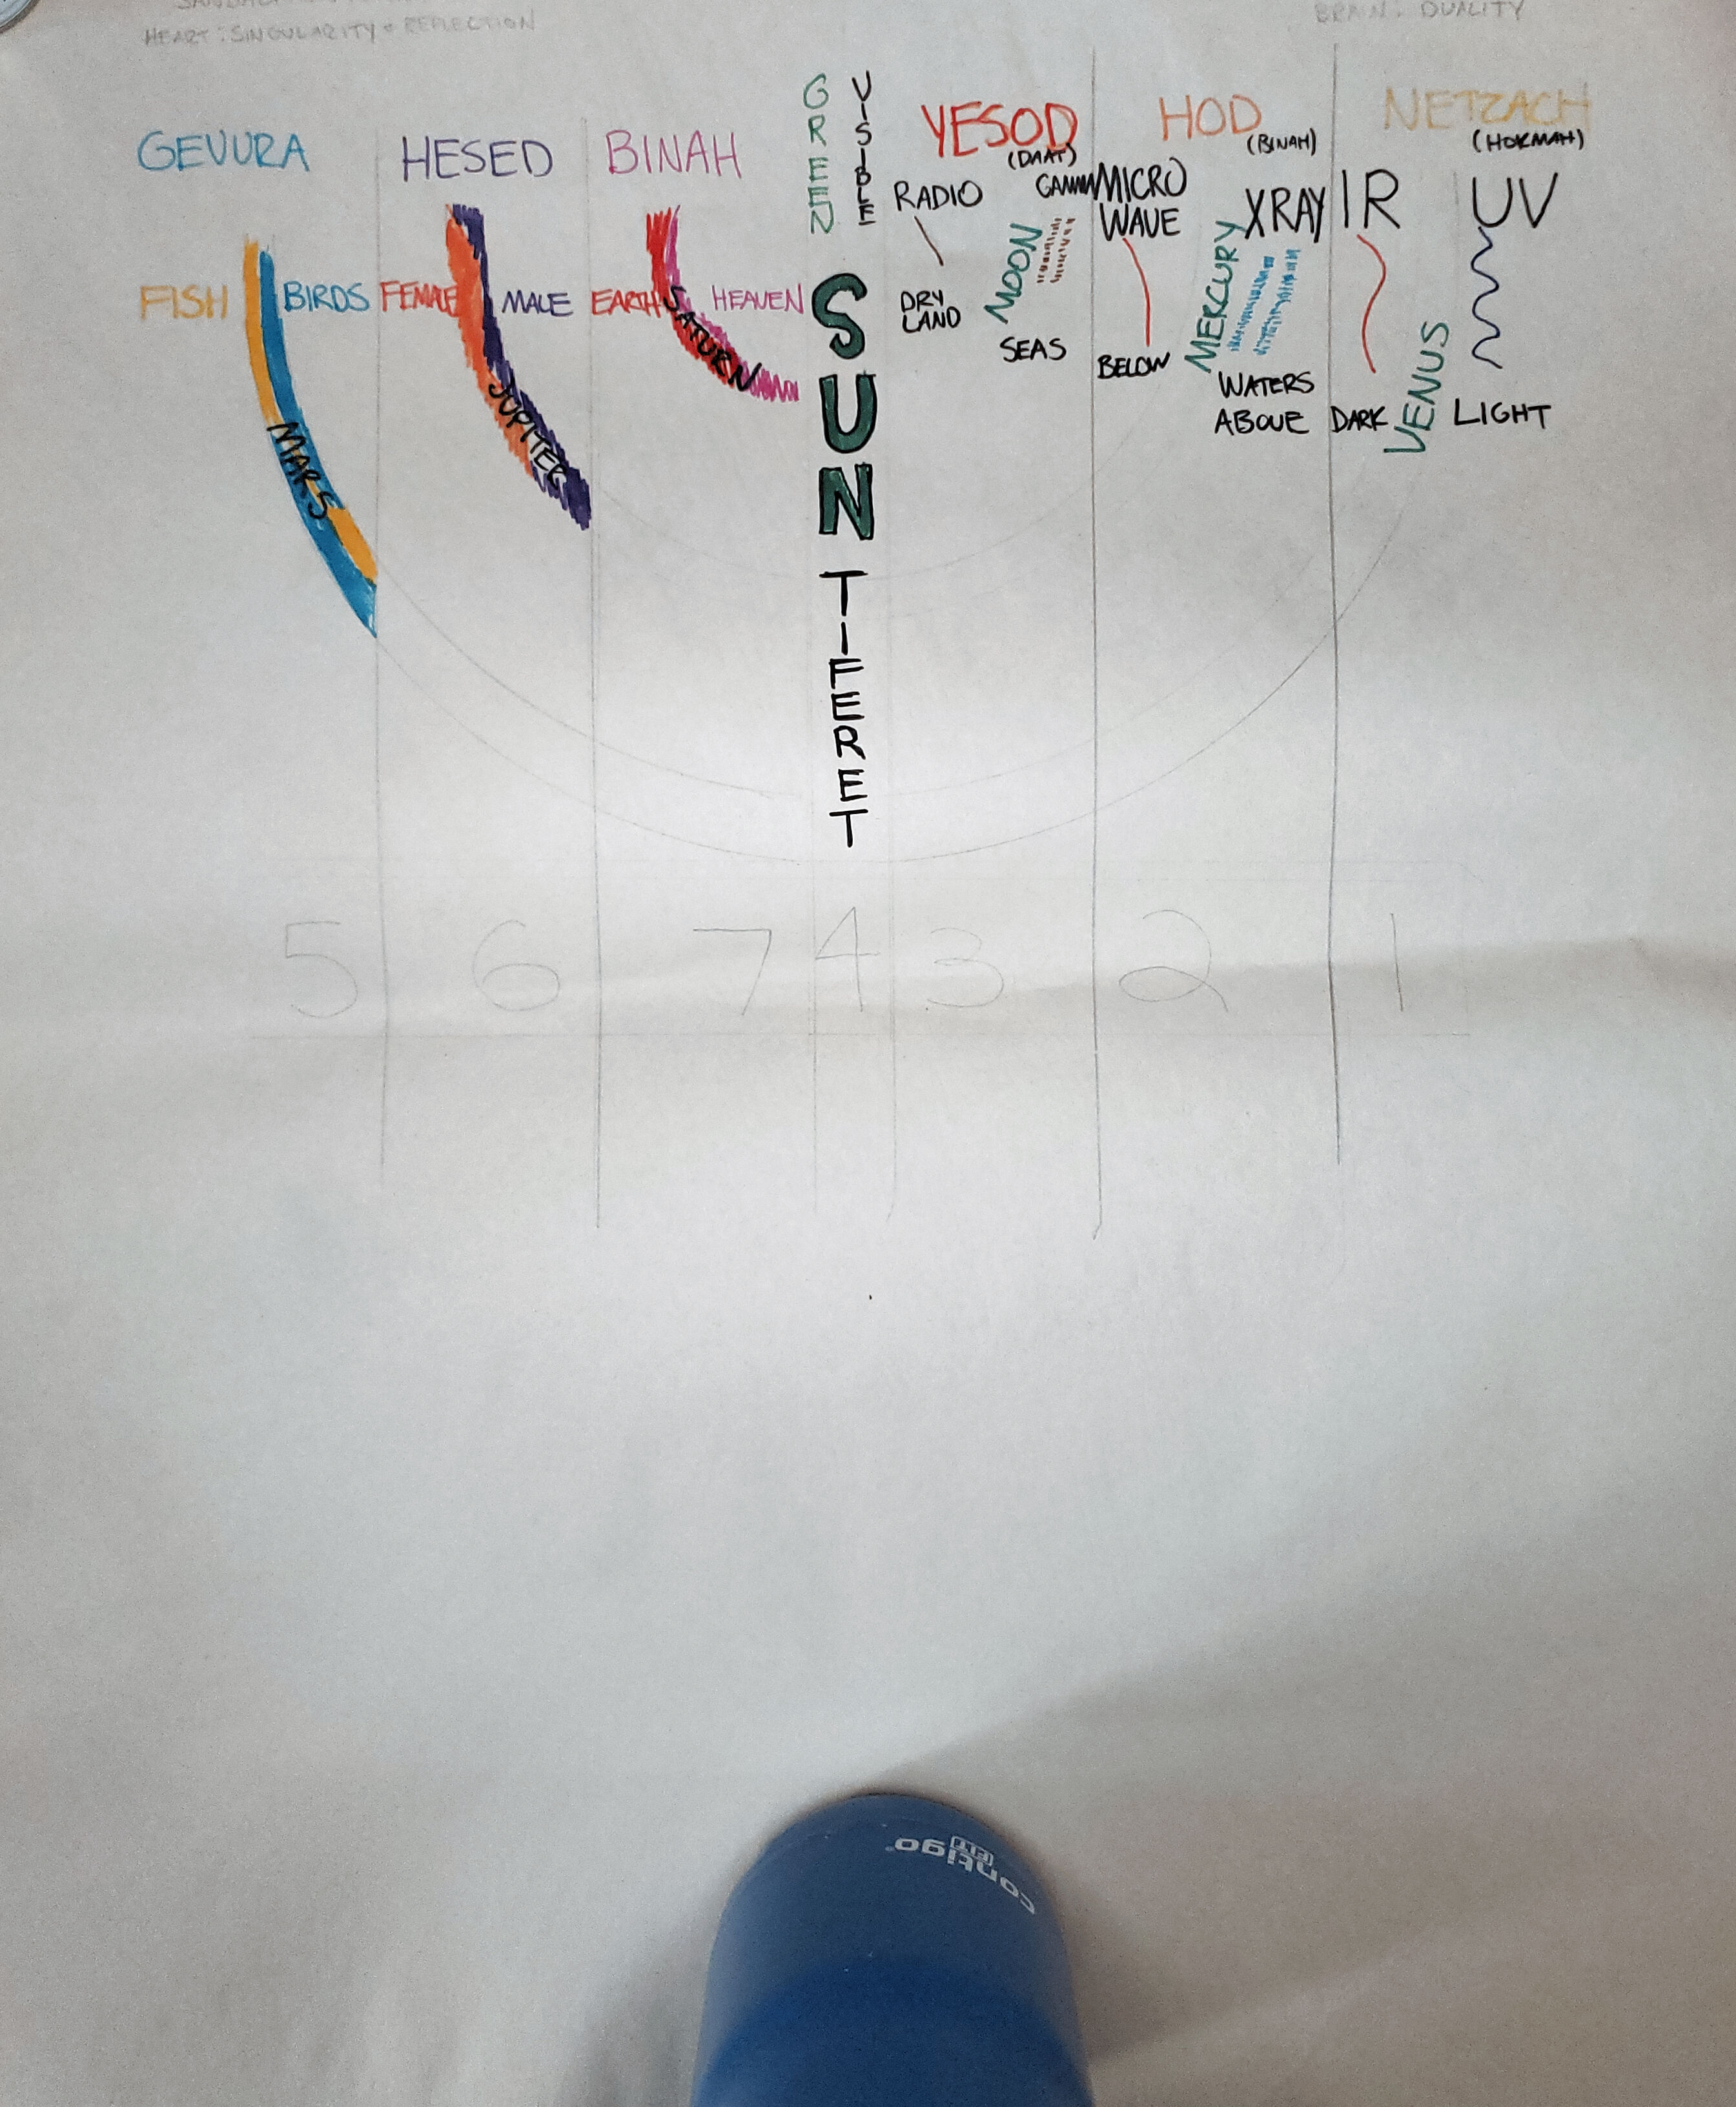 HEART: SINGULARITY + REFLECTION
BRAIN: DUALITY
GEVURA
FISH
BIRDS
MARS
HESED
FEMALE
MALE
JUPITER
BINAH
EARTH
HEAVEN
SATURN
GREEN
VISIBLE
SUN
TIFERET
YESOD
(DAAT)
RADIO
GAMMA
MOON
DRY
LAND
SEAS
HOD
(BINAH)
MICRO
WAVE
XRAY
MERCURY
BELOW
WATERS
ABOVE
NETZACH
(HOKMAH)
IR
UV
VENUS
DARK
LIGHT
5 6 7 4 3 2 1
contigo
FIT